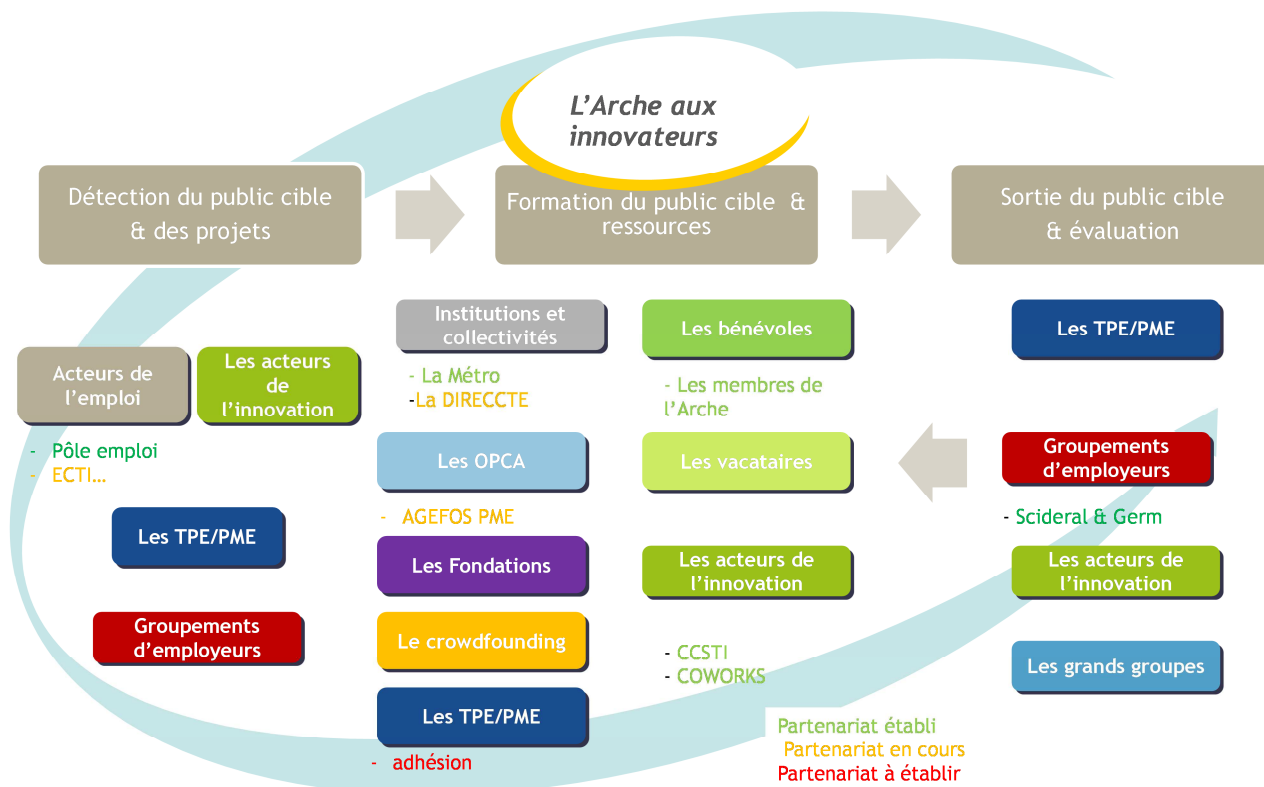 L’Arche aux
innovateurs
Détection du public cible
& des projets
Formation du public cible &
ressources
Sortie du public cible
& évaluation
Acteurs de
l’emploi
Les acteurs
de
l’innovation
- Pôle emploi
- ECTI…
Les TPE/PME
Groupements
d’employeurs
Institutions et
collectivités
- La Métro
-La DIRECCTE
Les OPCA
- AGEFOS PME
Les Fondations
Le crowdfounding
Les TPE/PME
- adhésion
Les bénévoles
- Les membres de
l’Arche
Les vacataires
Les acteurs de
l’innovation
- CCSTI
- COWORKS
Les TPE/PME
Groupements
d’employeurs
- Scideral & Germ
Les acteurs de
l’innovation
Les grands groupes
Partenariat établi
Partenariat en cours
Partenariat à établir